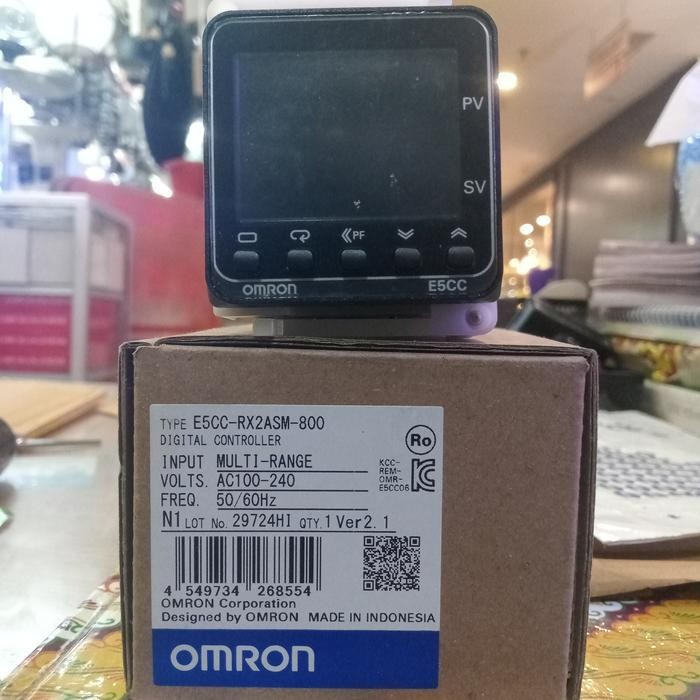 PV
SV
PF
OMRON E5CC
TYPE E5CC-RX2ASM-800
DIGITAL CONTROLLER
Ro
INPUT MULTI-RANGE
VOLTS. AC100-240
FREQ. 50/60Hz
KCC-
REM-
OMR-
E5CC06
N1 LOT No. 29724HI QTY. 1 Ver2.1
4 549734 268554
OMRON Corporation
Designed by OMRON MADE IN INDONESIA
OMRON